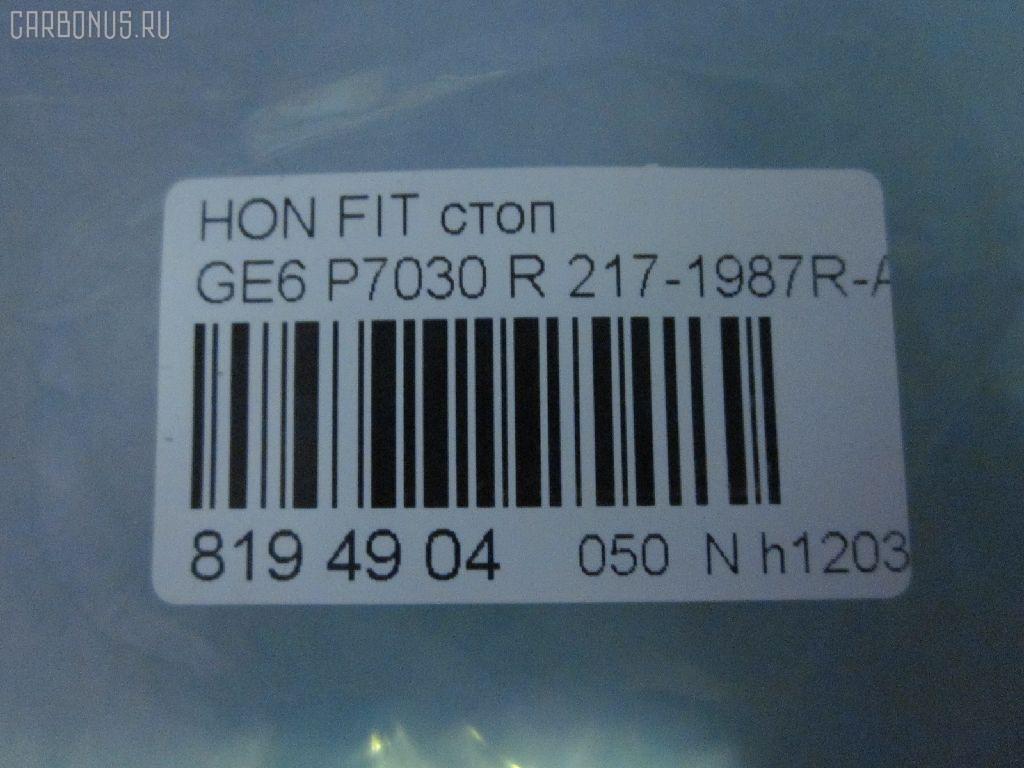 CARBONUS.RU
HON FIT стоп
GE6 P7030 R 217-1987R-A
819 49 04 050 N h1203